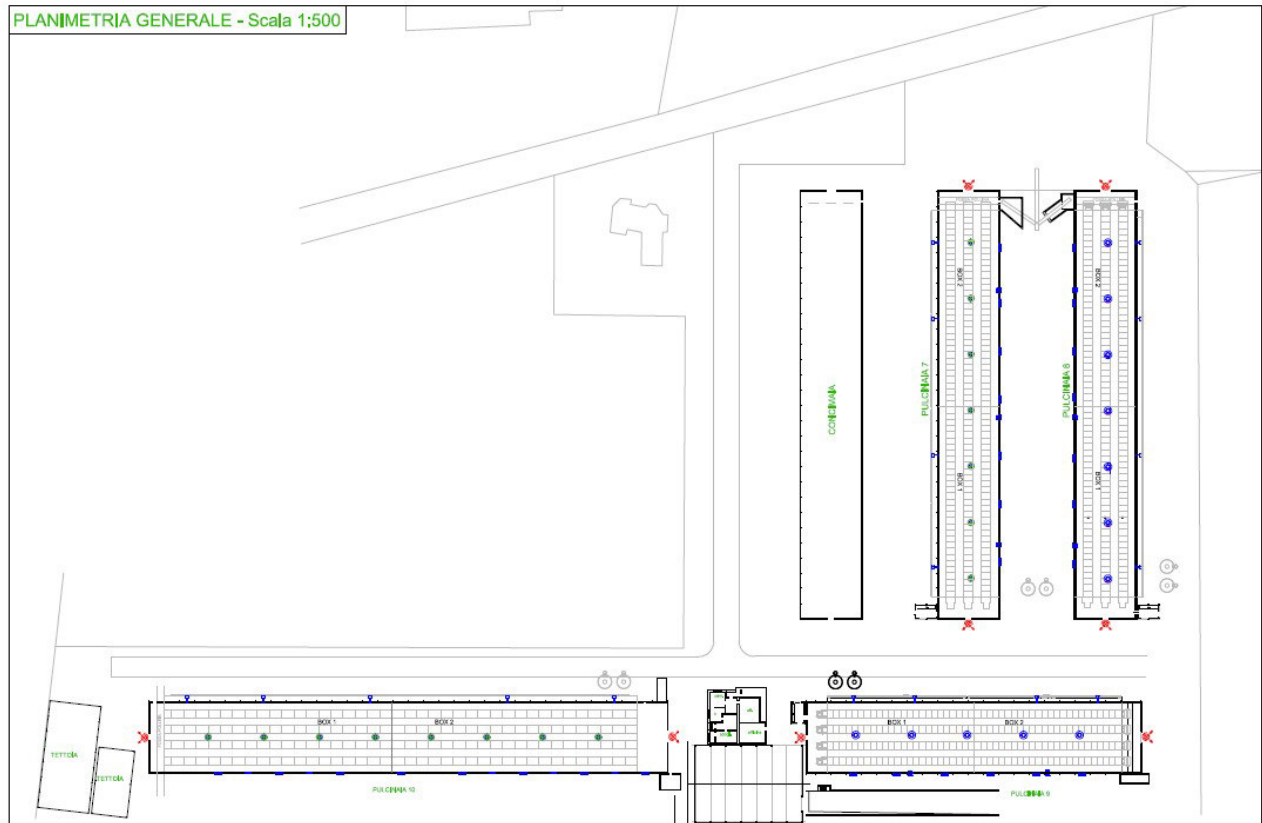 PLANIMETRIA GENERALE - Scala 1:500
BOX 2
BOX 2
PULCINAIA 7
PULCINAIA 8
CONCIMAIA
BOX 1
BOX 1
BOX 1
BOX 2
BOX 1
BOX 2
TETTOIA
TETTOIA
PULCINAIA 10
PULCINAIA 9